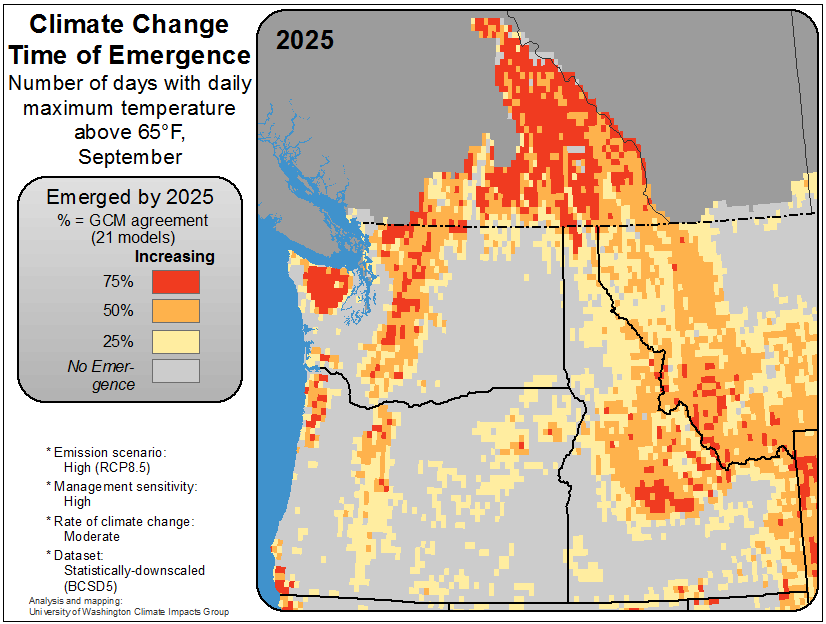 Climate Change
Time of Emergence
Number of days with daily
maximum temperature
above 65°F,
September
2025
Emerged by 2025
% = GCM agreement
(21 models)
Increasing
75%
50%
25%
No Emer-
gence
* Emission scenario:
High (RCP8.5)
* Management sensitivity:
High
* Rate of climate change:
Moderate
* Dataset:
Statistically-downscaled
(BCSD5)
Analysis and mapping:
University of Washington Climate Impacts Group